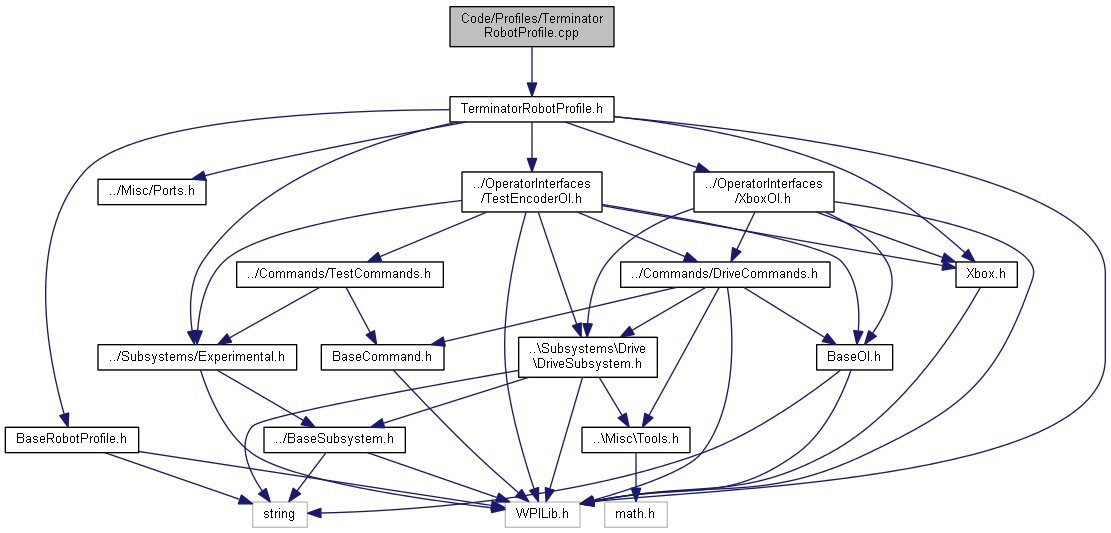 Code/Profiles/Terminator
RobotProfile.cpp
TerminatorRobotProfile.h
../Misc/Ports.h
../OperatorInterfaces
/TestEncoderOI.h
../OperatorInterfaces
/XboxOI.h
../Commands/TestCommands.h
../Commands/DriveCommands.h
Xbox.h
../Subsystems/Experimental.h
BaseCommand.h
..\Subsystems\Drive
\DriveSubsystem.h
BaseOI.h
BaseRobotProfile.h
../BaseSubsystem.h
..\Misc\Tools.h
string
WPILib.h
math.h